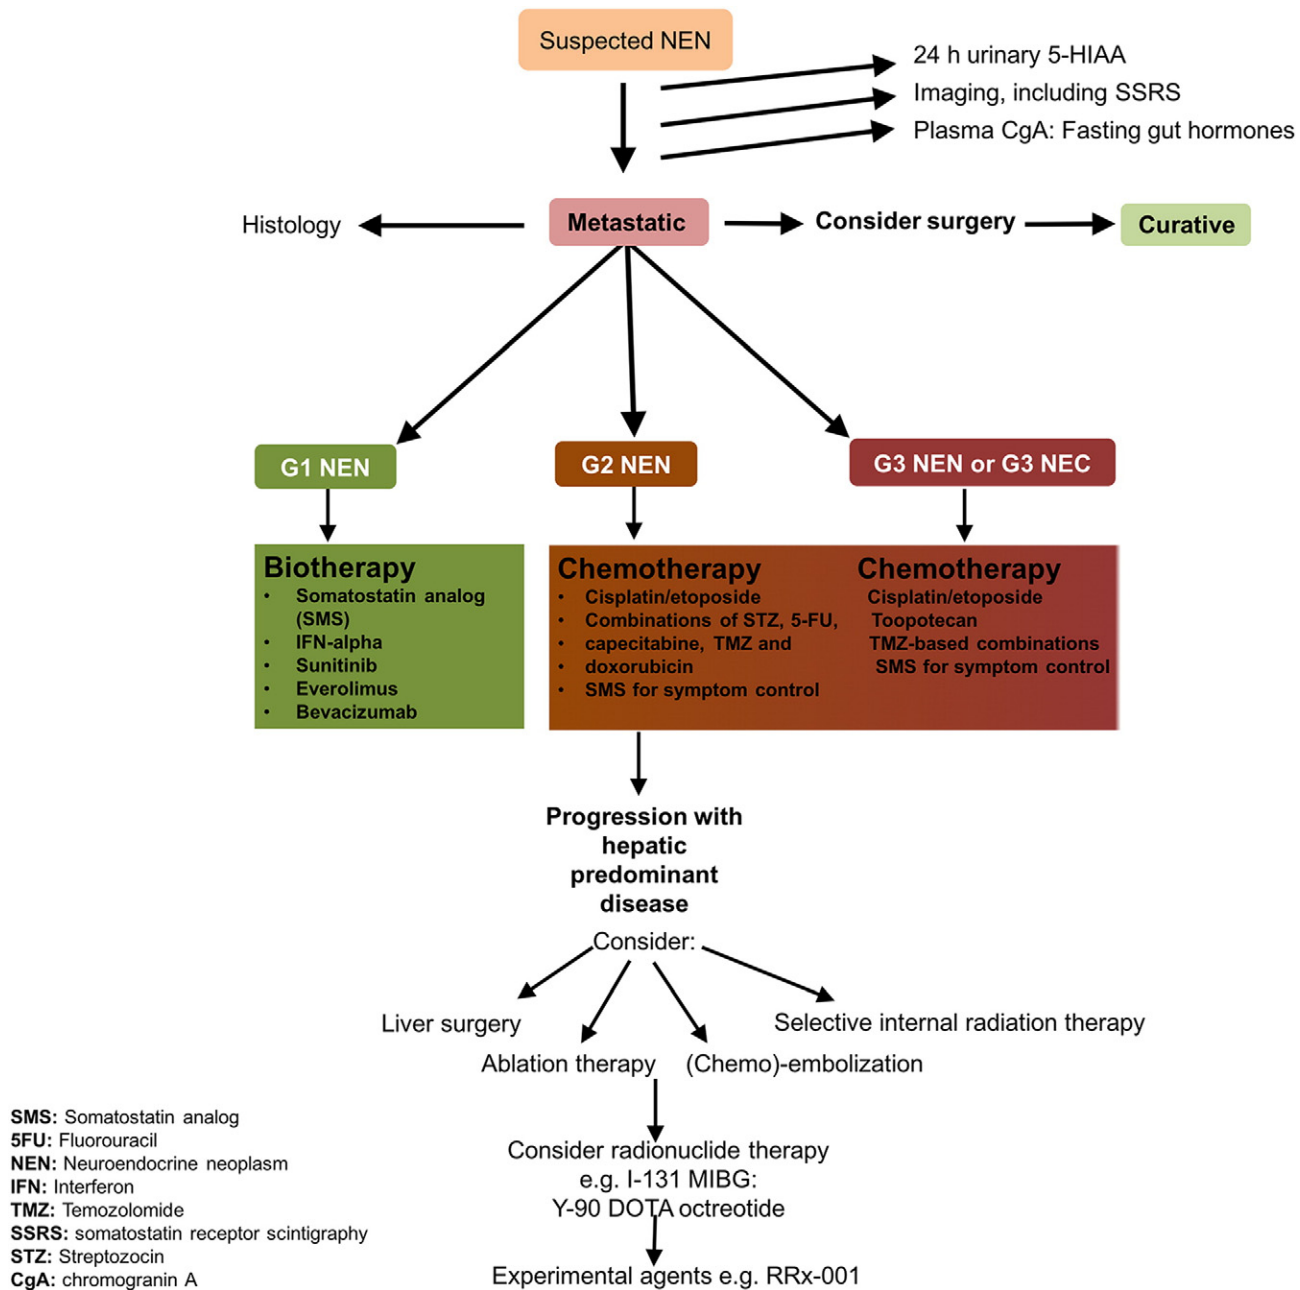 Suspected NEN
24 h urinary 5-HIAA
Imaging, including SSRS
Plasma CgA: Fasting gut hormones
Histology
Metastatic
Consider surgery
Curative
G1 NEN
G2 NEN
G3 NEN or G3 NEC
Biotherapy
• Somatostatin analog
(SMS)
• IFN-alpha
• Sunitinib
• Everolimus
• Bevacizumab
Chemotherapy
• Cisplatin/etoposide
• Combinations of STZ, 5-FU,
• capecitabine, TMZ and
• doxorubicin
• SMS for symptom control
Chemotherapy
Cisplatin/etoposide
Toopotecan
TMZ-based combinations
SMS for symptom control
Progression with
hepatic
predominant
disease
Consider:
Liver surgery
Selective internal radiation therapy
Ablation therapy
(Chemo)-embolization
Consider radionuclide therapy
e.g. I-131 MIBG:
Y-90 DOTA octreotide
Experimental agents e.g. RRx-001
SMS: Somatostatin analog
5FU: Fluorouracil
NEN: Neuroendocrine neoplasm
IFN: Interferon
TMZ: Temozolomide
SSRS: somatostatin receptor scintigraphy
STZ: Streptozocin
CgA: chromogranin A